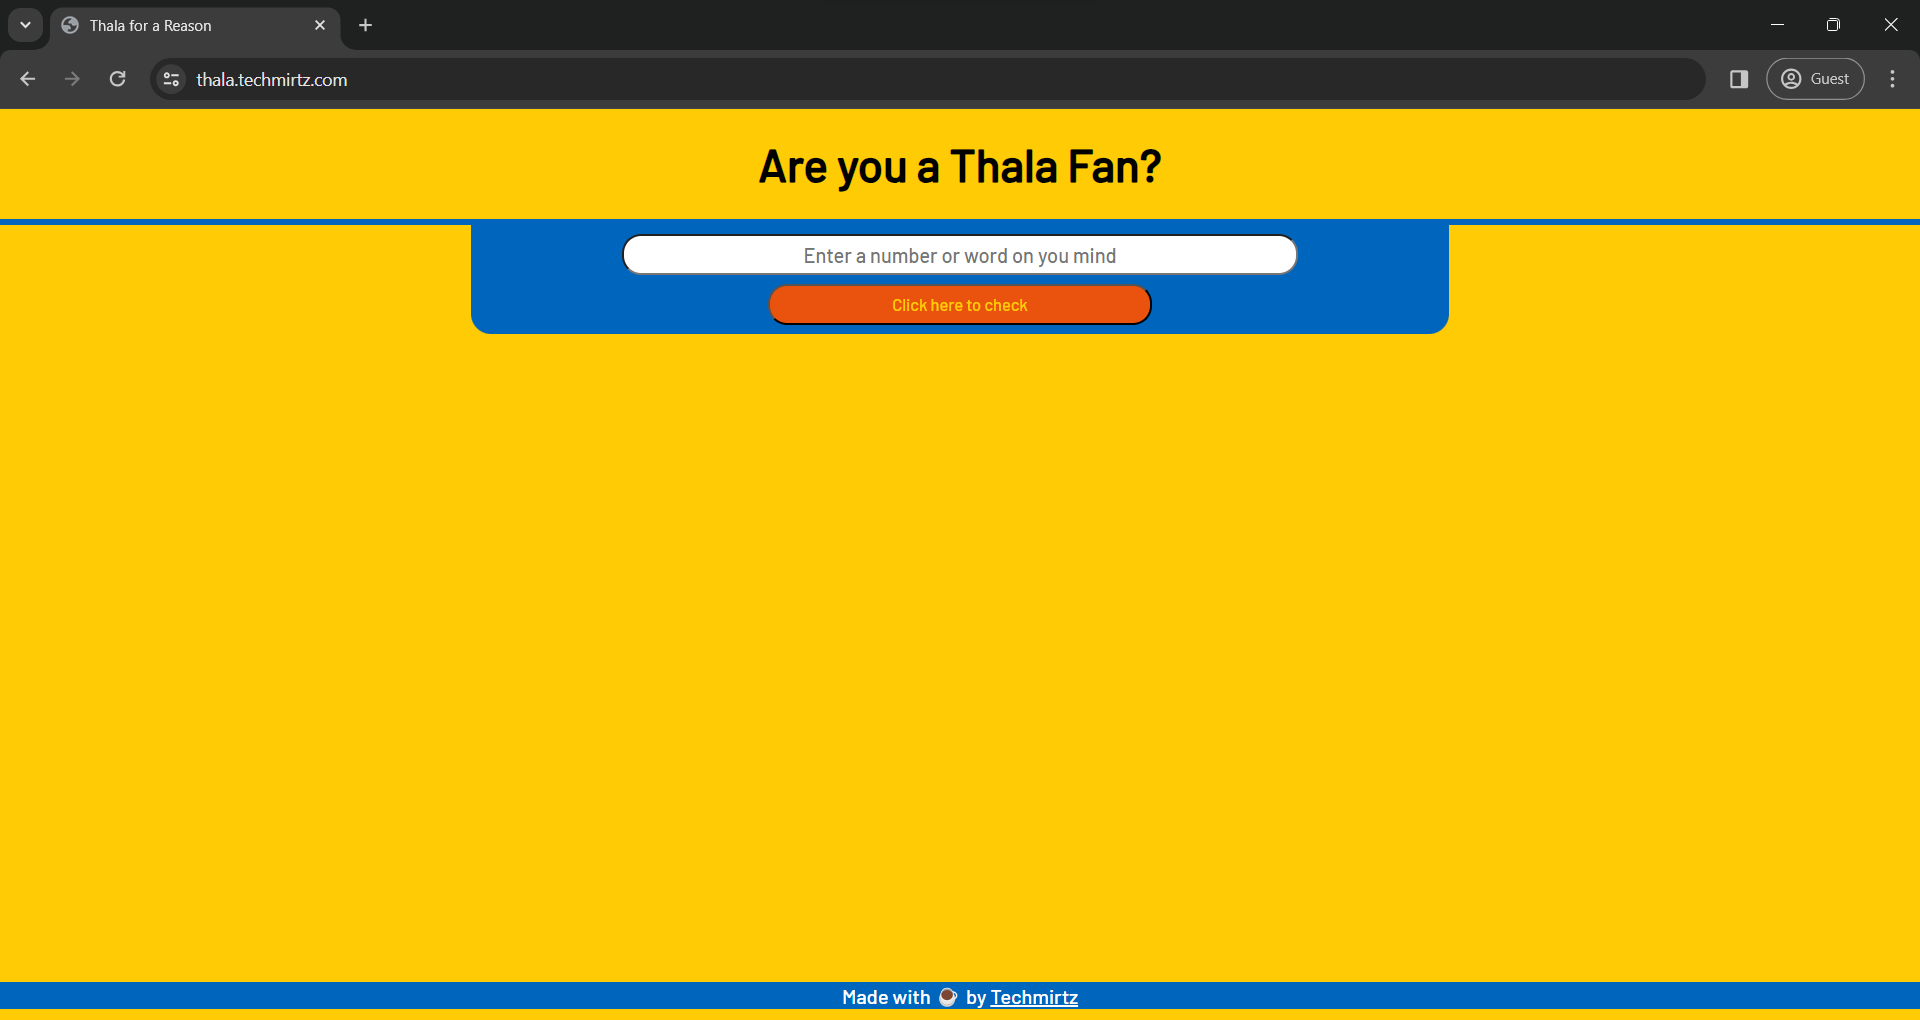 Thala for a Reason
thala.techmirtz.com
Guest
Are you a Thala Fan?
Enter a number or word on you mind
Click here to check
Made with ☕ by Techmirtz